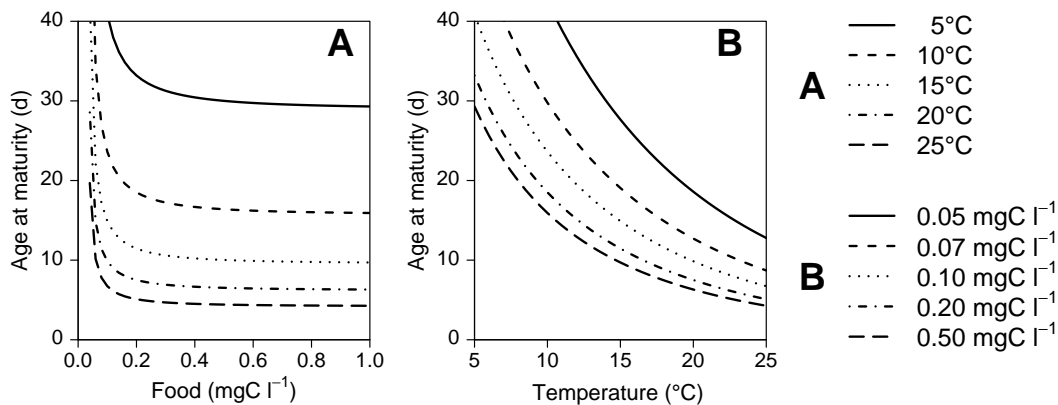 A
B
Age at maturity (d)
40
30
20
10
0
0.0 0.2 0.4 0.6 0.8 1.0
Food (mgC l⁻¹)
Age at maturity (d)
40
30
20
10
0
5 10 15 20 25
Temperature (°C)
A
5°C
10°C
15°C
20°C
25°C
B
0.05 mgC l⁻¹
0.07 mgC l⁻¹
0.10 mgC l⁻¹
0.20 mgC l⁻¹
0.50 mgC l⁻¹